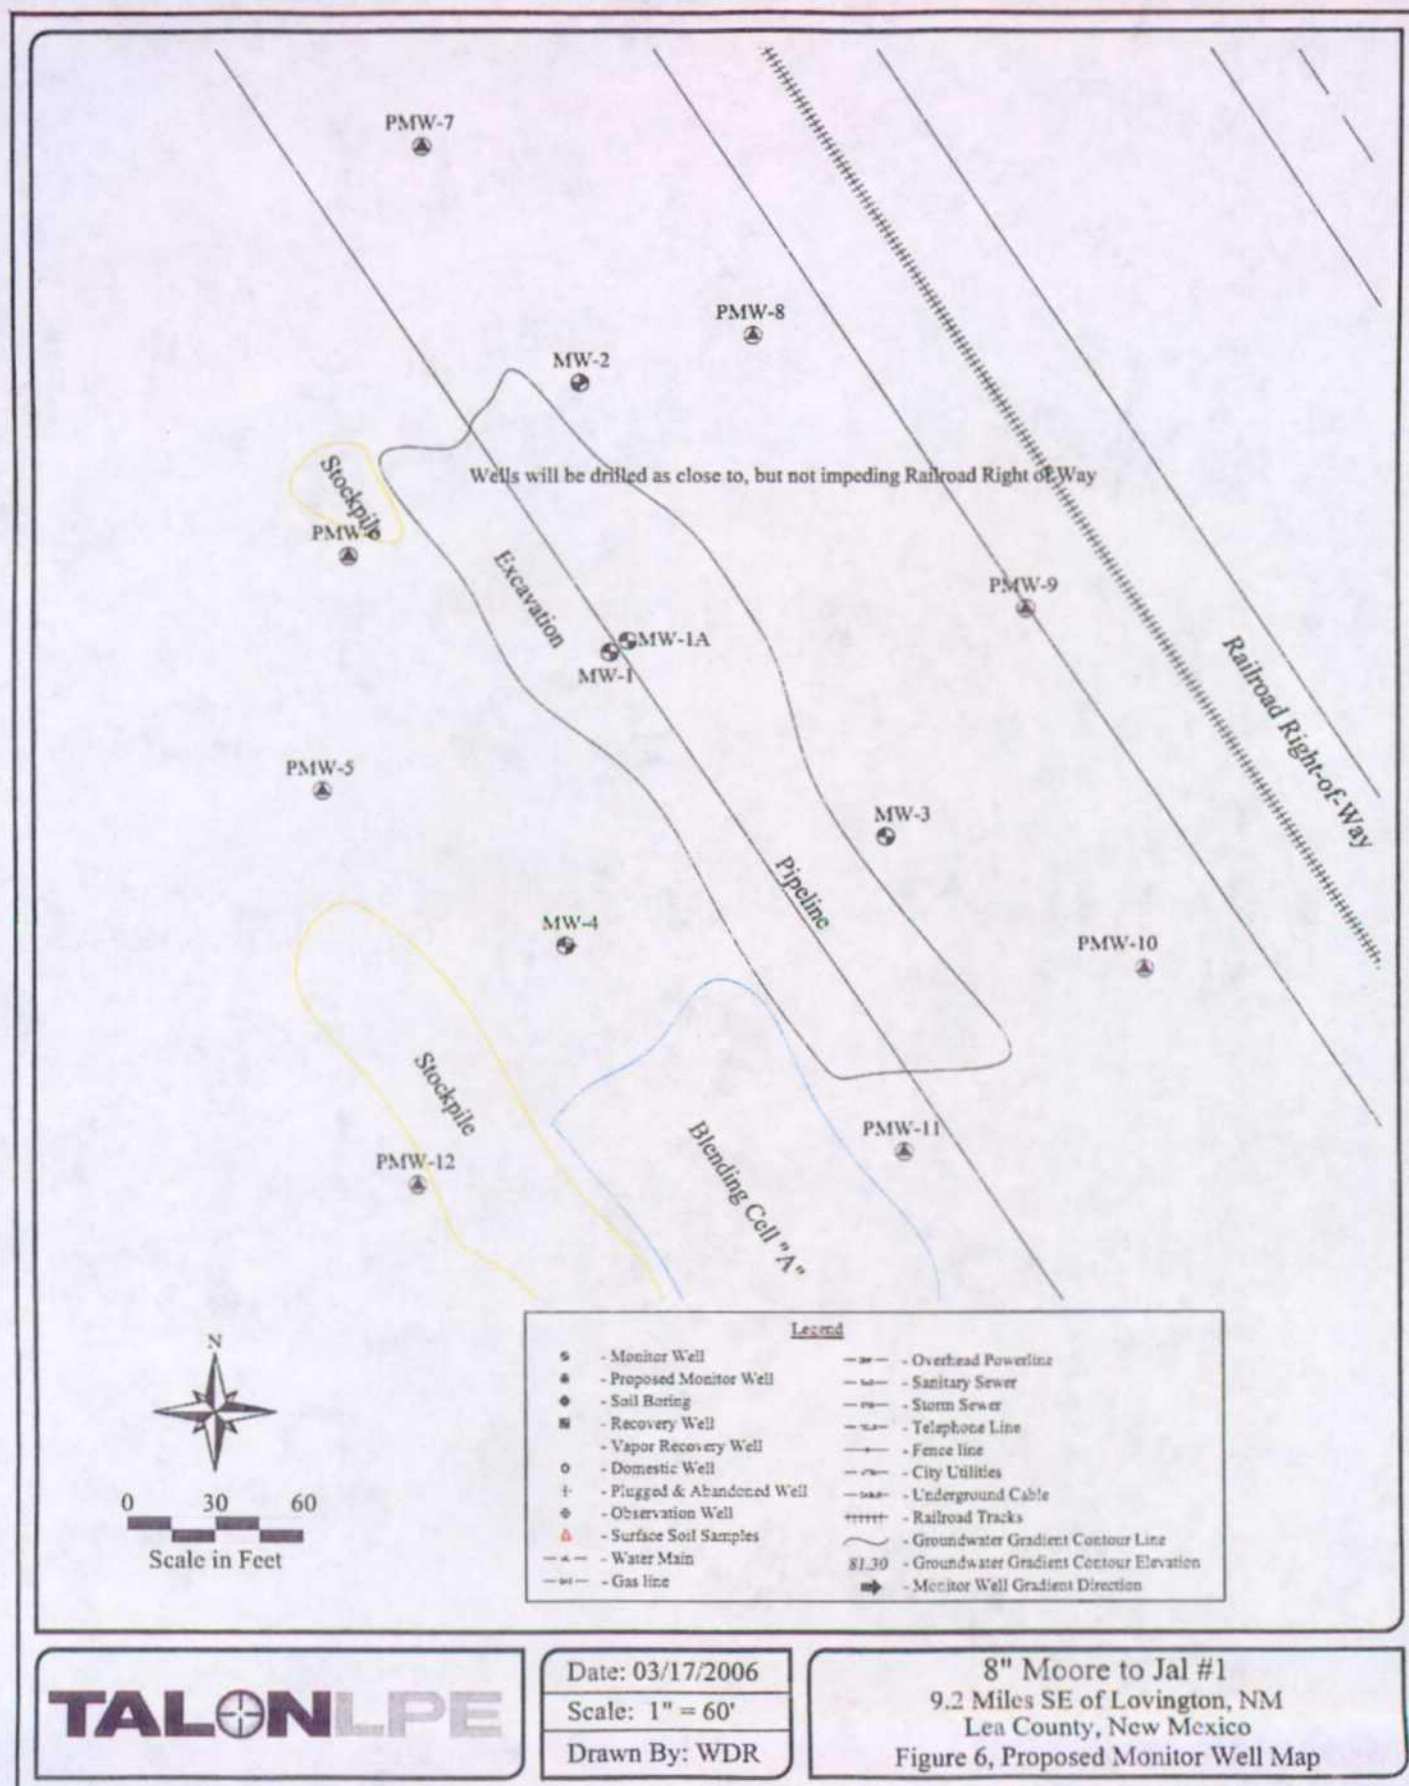 PMW-7
PMW-8
MW-2
Stockpile
Wells will be drilled as close to, but not impeding Railroad Right of Way
PMW-6
Excavation
PMW-9
MW-1A
MW-1
Railroad Right-of-Way
PMW-5
MW-3
Pipeline
MW-4
PMW-10
Stockpile
PMW-11
Blending Cell "A"
PMW-12
N
0 30 60
Scale in Feet
Legend
- Monitor Well
- Proposed Monitor Well
- Soil Boring
- Recovery Well
- Vapor Recovery Well
- Domestic Well
- Plugged & Abandoned Well
- Observation Well
- Surface Soil Samples
- Water Main
- Gas line
- Overhead Powerline
- Sanitary Sewer
- Storm Sewer
- Telephone Line
- Fence line
- City Utilities
- Underground Cable
- Railroad Tracks
- Groundwater Gradient Contour Line
81.30 - Groundwater Gradient Contour Elevation
- Monitor Well Gradient Direction
TALONLPE
Date: 03/17/2006
Scale: 1" = 60'
Drawn By: WDR
8" Moore to Jal #1
9.2 Miles SE of Lovington, NM
Lea County, New Mexico
Figure 6, Proposed Monitor Well Map